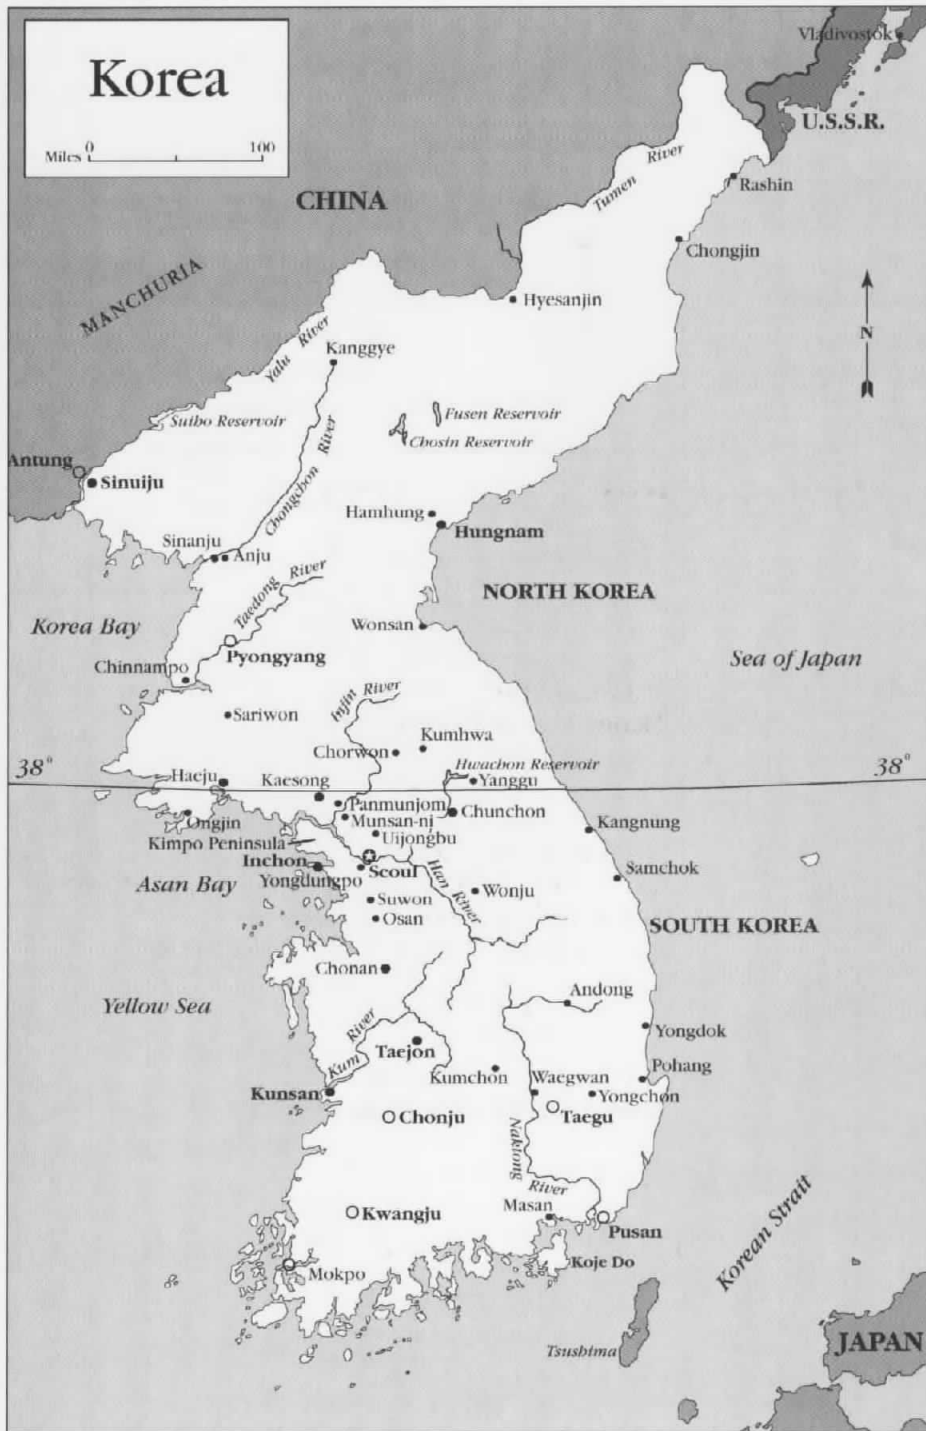 Korea
Miles 0 100
Vladivostok
U.S.S.R.
CHINA
Tumen River
Rashin
Chongjin
MANCHURIA
Hyesanjin
N
Yalu River
Kanggye
Suiho Reservoir
Fusen Reservoir
Chosin Reservoir
Chongchon River
Antung
Sinuiju
Hamhung
Hungnam
Sinanju
Anju
Taedong River
NORTH KOREA
Korea Bay
Wonsan
Pyongyang
Sea of Japan
Chinnampo
Injin River
Sariwon
Kumhwa
Chorwon
Hwachon Reservoir
38°
38°
Haeju
Kaesong
Yanggu
Panmunjom
Ongjin
Munsan-ni
Chunchon
Kangnung
Kimpo Peninsula
Uijongbu
Inchon
Seoul
Samchok
Asan Bay
Yongdungpo
Han River
Wonju
Suwon
Osan
SOUTH KOREA
Chonan
Yellow Sea
Andong
Kum River
Yongdok
Taejon
Kumchon
Waegwan
Pohang
Kunsan
Yongchon
Chonju
Taegu
Naktong River
Masan
Kwangju
Pusan
Korean Strait
Koje Do
Mokpo
Tsushima
JAPAN